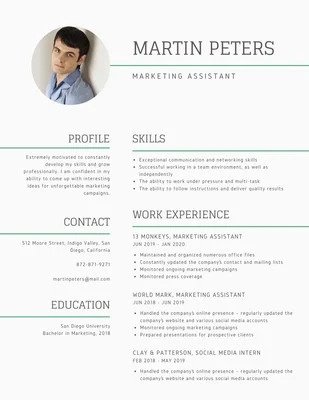 MARTIN PETERS
MARKETING ASSISTANT
PROFILE
Extremely motivated to constantly
develop my skills and grow
professionally. I am confident in my
ability to come up with interesting
ideas for unforgettable marketing
campaigns.
CONTACT
512 Moore Street, Indigo Valley, San
Diego, California
872-871-9271
martinpeters@mail.com
EDUCATION
San Diego University
Bachelor in Marketing, 2018
SKILLS
• Exceptional communication and networking skills
• Successful working in a team environment, as well as
independently
• The ability to work under pressure and multi-task
• The ability to follow instructions and deliver quality results
WORK EXPERIENCE
13 MONKEYS, MARKETING ASSISTANT
JUN 2019 - JAN 2020
• Maintained and organized numerous office files
• Constantly updated the company's contact and mailing lists
• Monitored ongoing marketing campaigns
• Monitored press coverage
WORLD MARK, MARKETING ASSISTANT
JUN 2018 - JUN 2019
• Handled the company's online presence - regularly updated the
company's website and various social media accounts
• Monitored ongoing marketing campaigns
• Prepared presentations for prospective clients
CLAY & PATTERSON, SOCIAL MEDIA INTERN
FEB 2018 - MAY 2019
• Handled the company's online presence - regularly updated the
company's website and various social media accounts